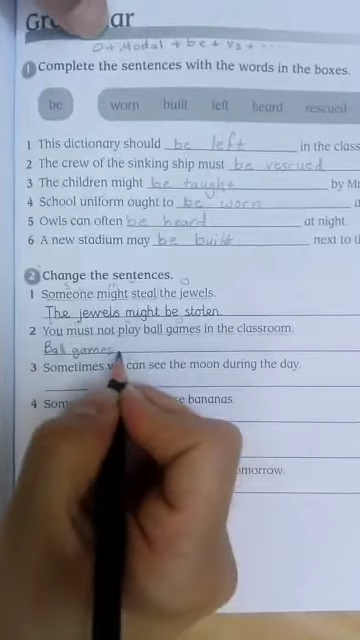 O + Modal + be + V3 + ....
1 Complete the sentences with the words in the boxes.
be worn built left heard rescued
1 This dictionary should be left in the class
2 The crew of the sinking ship must be rescued
3 The children might be taught by
4 School uniform ought to be worn
5 Owls can often be heard at night.
6 A new stadium may be built next to
2 Change the sentences.
O
1 Someone might steal the jewels.
The jewels might be stolen.
2 You must not play ball games in the classroom.
Ball games
3 Sometimes can see the moon during the day.
4 bananas.